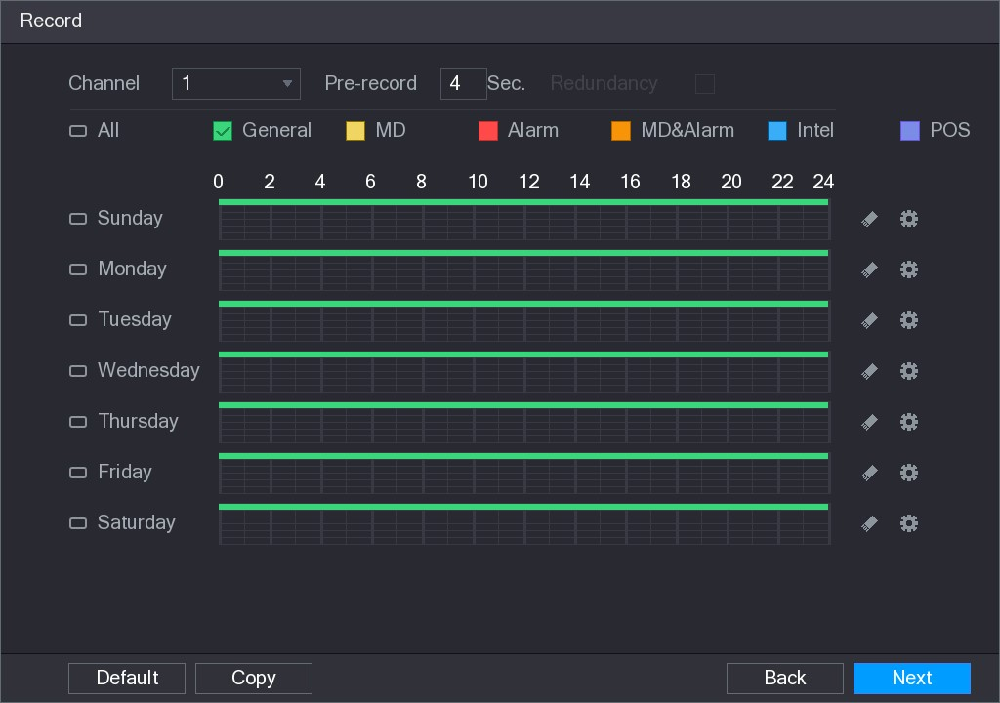 Record
Channel 1 Pre-record 4 Sec. Redundancy
All General MD Alarm MD&Alarm Intel POS
0 2 4 6 8 10 12 14 16 18 20 22 24
Sunday
Monday
Tuesday
Wednesday
Thursday
Friday
Saturday
Default Copy Back Next